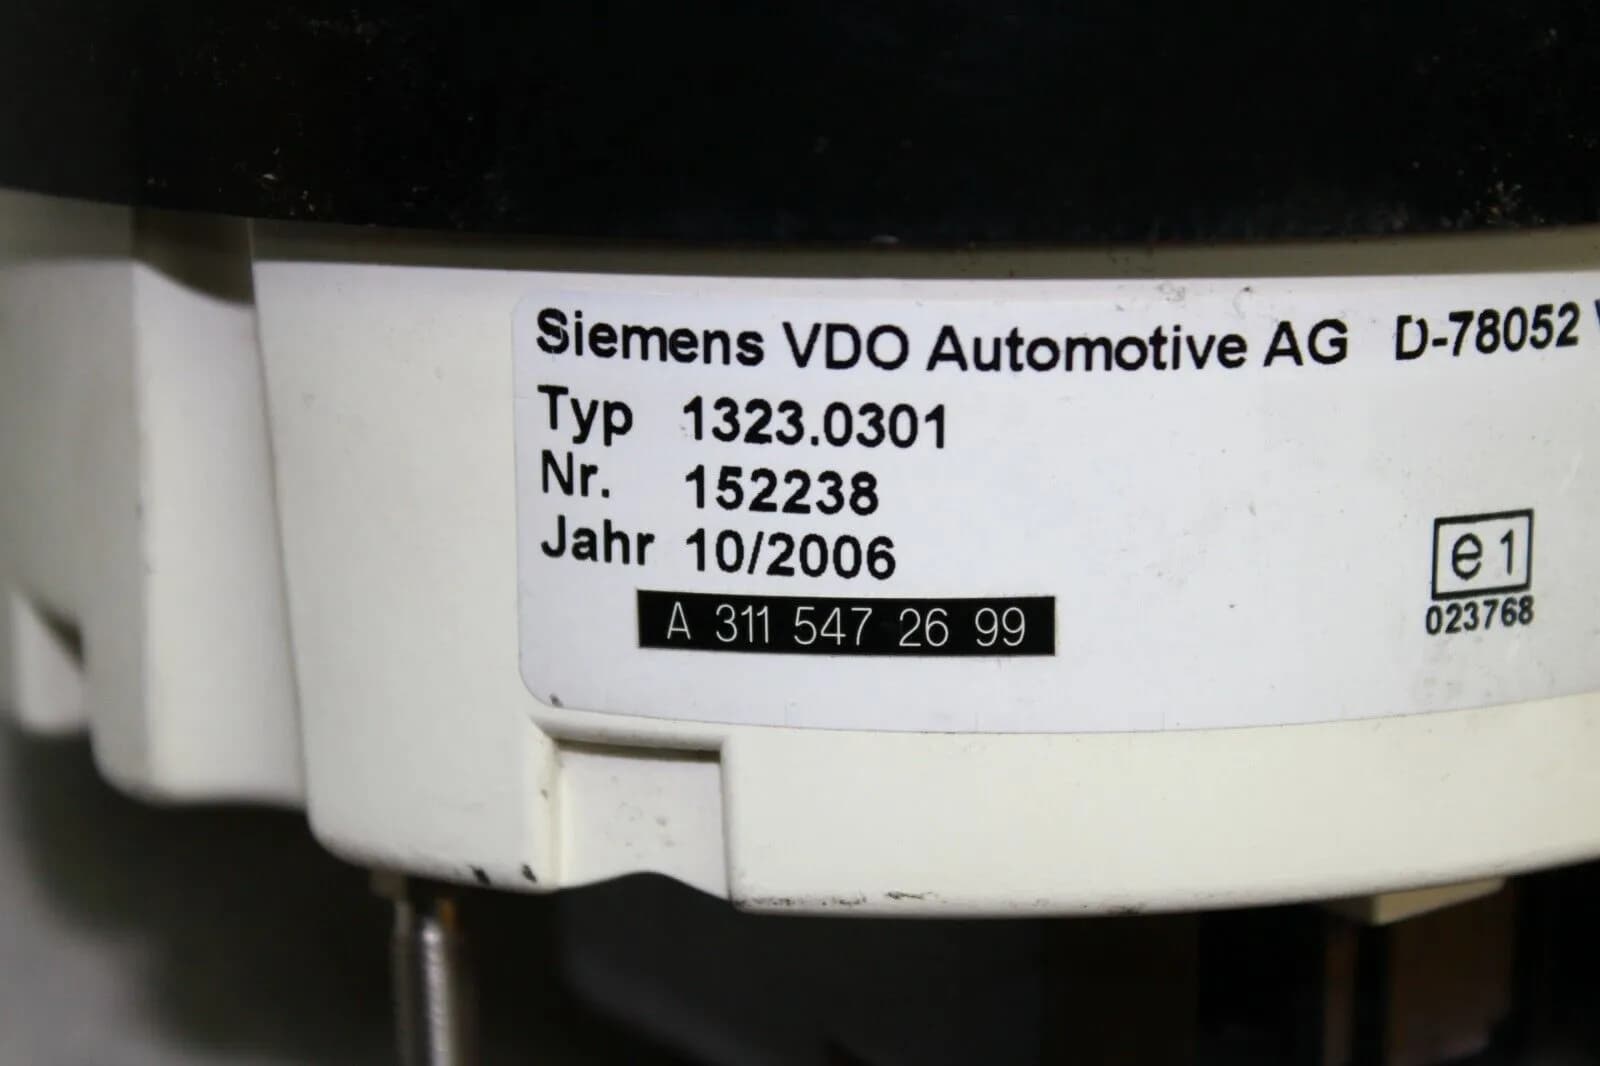 Siemens VDO Automotive AG D-78052
Typ 1323.0301
Nr. 152238
Jahr 10/2006
A 311 547 26 99
e1
023768